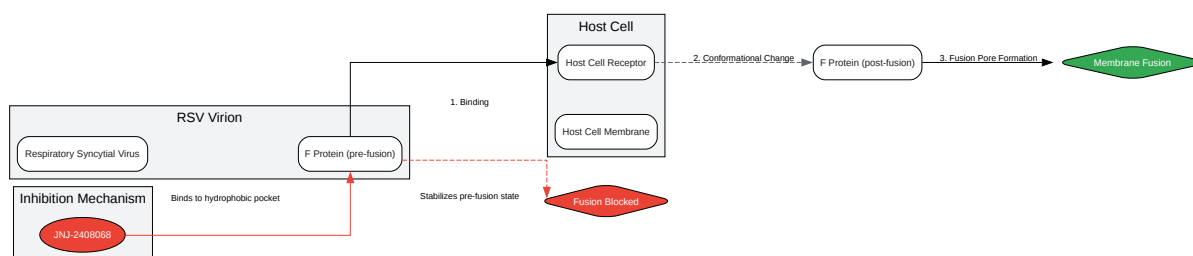 Host Cell
Host Cell Receptor
2. Conformational Change
F Protein (post-fusion)
3. Fusion Pore Formation
Membrane Fusion
1. Binding
RSV Virion
Host Cell Membrane
Respiratory Syncytial Virus
F Protein (pre-fusion)
Inhibition Mechanism
Binds to hydrophobic pocket
Stabilizes pre-fusion state
Fusion Blocked
JNJ-2408068